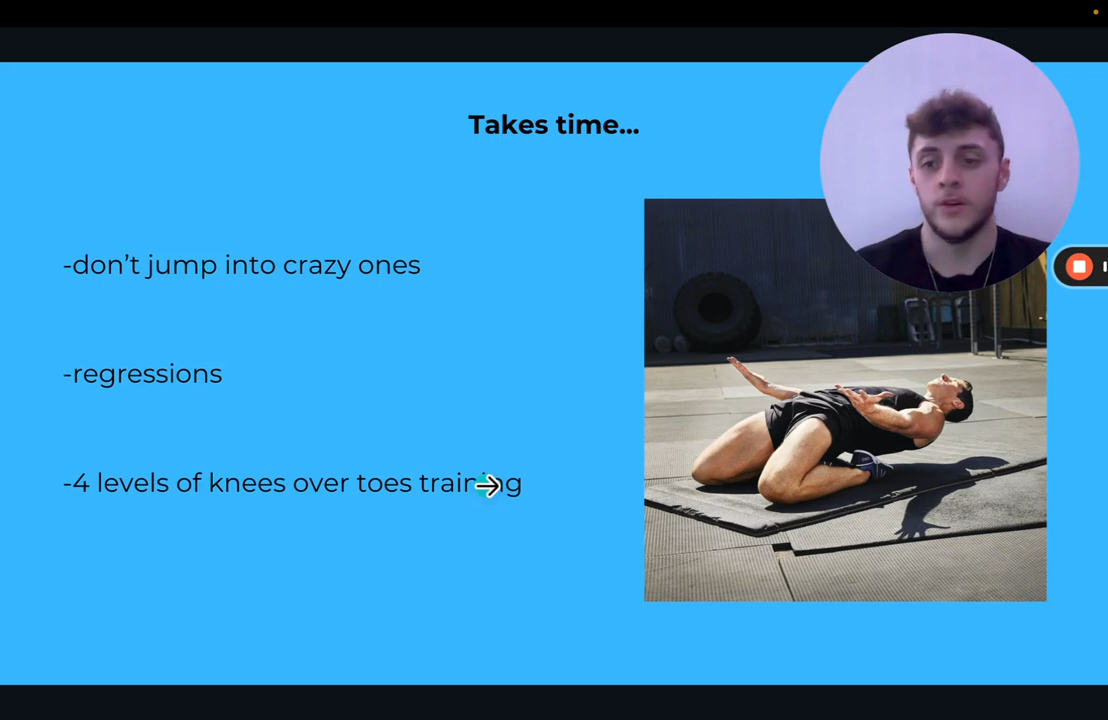 Takes time...
-don’t jump into crazy ones
-regressions
-4 levels of knees over toes training